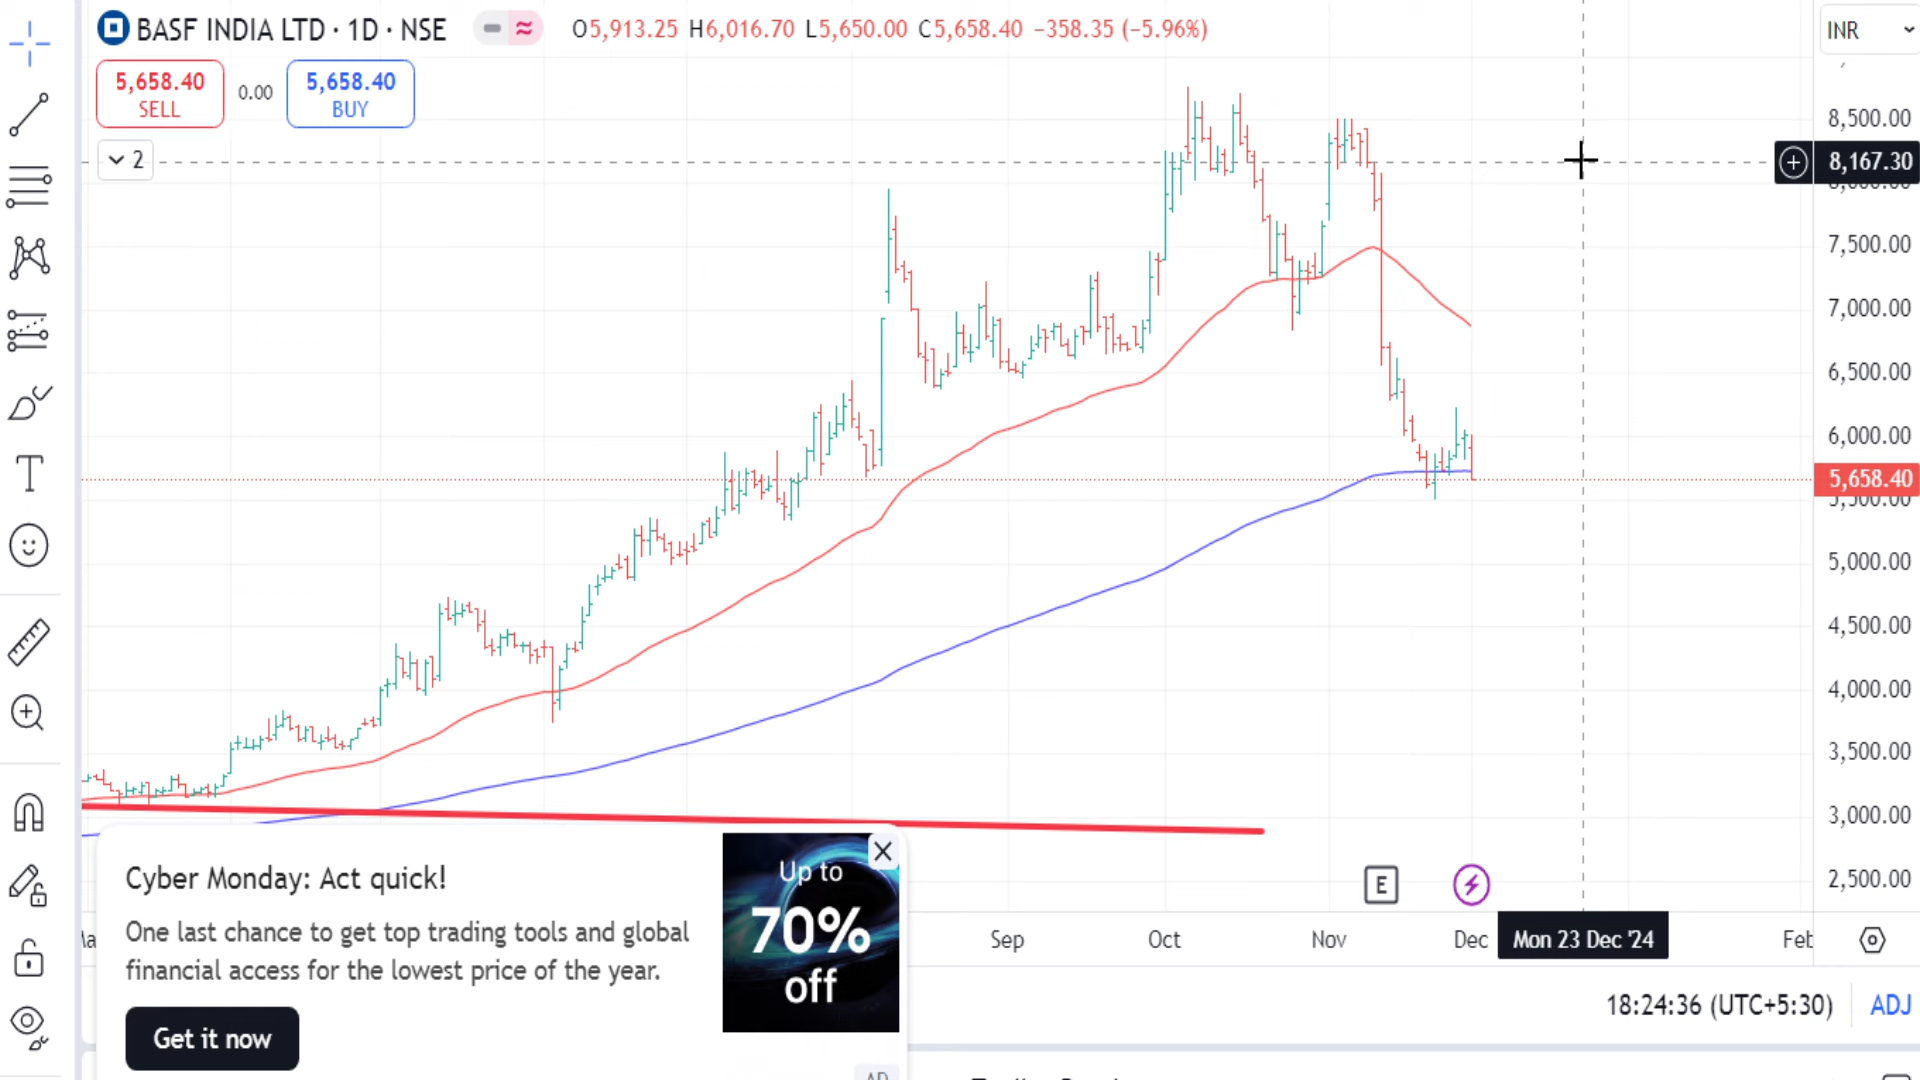 BASF INDIA LTD · 1D · NSE O5,913.25 H6,016.70 L5,650.00 C5,658.40 −358.35 (−5.96%)
INR
5,658.40
SELL
0.00
5,658.40
BUY
2
8,500.00
8,167.30
7,500.00
7,000.00
6,500.00
6,000.00
5,658.40
5,000.00
4,500.00
4,000.00
3,500.00
3,000.00
2,500.00
E
Sep Oct Nov Dec Mon 23 Dec '24 Feb
Cyber Monday: Act quick!
One last chance to get top trading tools and global
financial access for the lowest price of the year.
Get it now
Up to
70%
off
AD
18:24:36 (UTC+5:30) ADJ